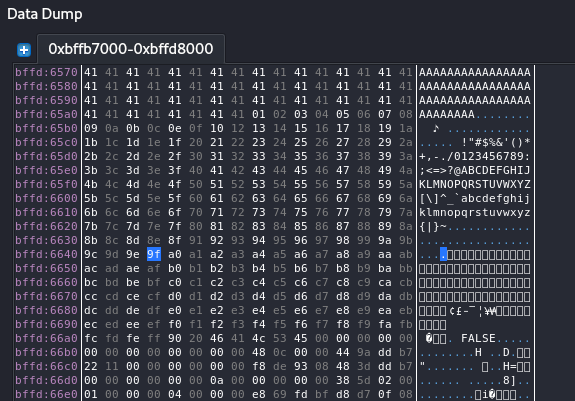 Data Dump
0xbffb7000-0xbffd8000
bffd:6570 41 41 41 41 41 41 41 41 41 41 41 41 41 41 41 41 AAAAAAAAAAAAAAAA
bffd:6580 41 41 41 41 41 41 41 41 41 41 41 41 41 41 41 41 AAAAAAAAAAAAAAAA
bffd:6590 41 41 41 41 41 41 41 41 41 41 41 41 41 41 41 41 AAAAAAAAAAAAAAAA
bffd:65a0 41 41 41 41 41 41 41 41 01 02 03 04 05 06 07 08 AAAAAAAA........
bffd:65b0 09 0a 0b 0c 0e 0f 10 12 13 14 15 16 17 18 19 1a ♪ ............
bffd:65c0 1b 1c 1d 1e 1f 20 21 22 23 24 25 26 27 28 29 2a ..... !"#$%&'()*
bffd:65d0 2b 2c 2d 2e 2f 30 31 32 33 34 35 36 37 38 39 3a +,-./0123456789:
bffd:65e0 3b 3c 3d 3e 3f 40 41 42 43 44 45 46 47 48 49 4a ;<=>?@ABCDEFGHIJ
bffd:65f0 4b 4c 4d 4e 4f 50 51 52 53 54 55 56 57 58 59 5a KLMNOPQRSTUVWXYZ
bffd:6600 5b 5c 5d 5e 5f 60 61 62 63 64 65 66 67 68 69 6a [\]^_`abcdefghij
bffd:6610 6b 6c 6d 6e 6f 70 71 72 73 74 75 76 77 78 79 7a klmnopqrstuvwxyz
bffd:6620 7b 7c 7d 7e 7f 80 81 82 83 84 85 86 87 88 89 8a {|}~............
bffd:6630 8b 8c 8d 8e 8f 91 92 93 94 95 96 97 98 99 9a 9b ................
bffd:6640 9c 9d 9e 9f a0 a1 a2 a3 a4 a5 a6 a7 a8 a9 aa ab ....
bffd:6650 ac ad ae af b0 b1 b2 b3 b4 b5 b6 b7 b8 b9 ba bb
bffd:6660 bc bd be bf c0 c1 c2 c3 c4 c5 c6 c7 c8 c9 ca cb
bffd:6670 cc cd ce cf d0 d1 d2 d3 d4 d5 d6 d7 d8 d9 da db
bffd:6680 dc dd de df e0 e1 e2 e3 e4 e5 e6 e7 e8 e9 ea eb
bffd:6690 ec ed ee ef f0 f1 f2 f3 f4 f5 f6 f7 f8 f9 fa fb
bffd:66a0 fc fd fe ff 90 20 46 41 4c 53 45 00 00 00 00 00 . FALSE.....
bffd:66b0 00 00 00 00 00 00 00 00 48 0c 00 00 44 9a dd b7 ........H ..D.
bffd:66c0 22 11 00 00 00 00 00 00 f8 de 93 08 48 3d dd b7 "....... .H=
bffd:66d0 00 00 00 00 00 00 0a 00 00 00 00 00 38 5d 02 00 ...... .....8]..
bffd:66e0 01 00 00 00 04 00 00 00 e8 69 fd bf d8 d7 0f 08 ........ i ..